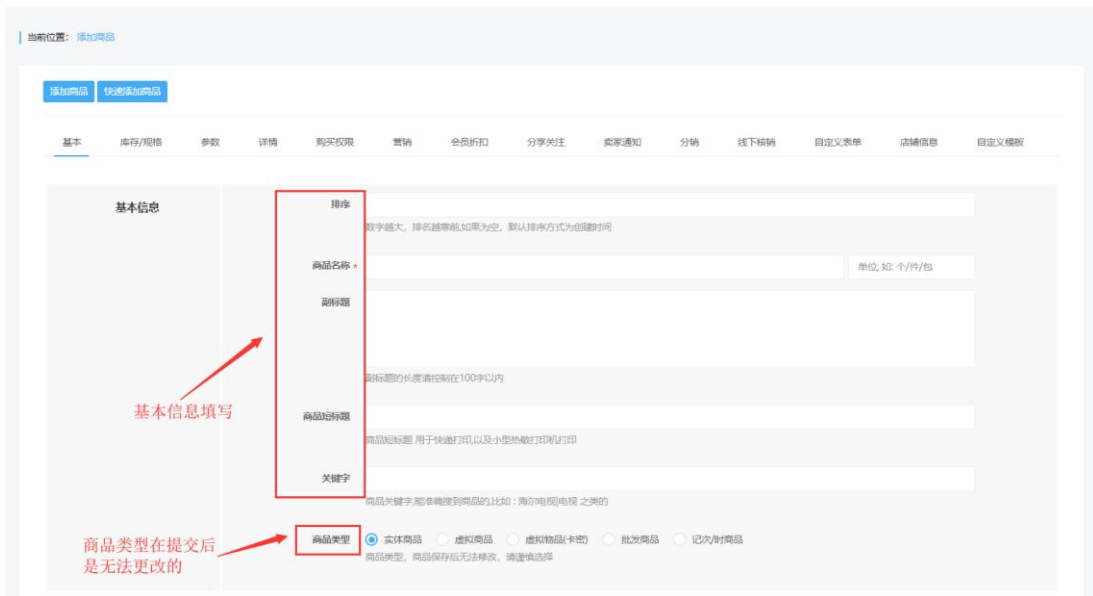 当前位置： 添加商品
添加商品 快速添加商品
基本 库存/规格 参数 详情 购买权限 营销 会员折扣 分享关注 卖家通知 分销 线下核销 自定义表单 店铺信息 自定义模板
基本信息 排序
数字越大，排名越靠前,如果为空，默认排序方式为创建时间
商品名称 * 单位, 如: 个/件/包
副标题
副标题的长度请控制在100字以内
基本信息填写
商品短标题
商品短标题 用于快递打印,以及小型热敏打印机打印
关键字
商品关键字,能准确搜到商品的,比如 : 海尔电视|电视 之类的
商品类型在提交后
是无法更改的
商品类型 实体商品 虚拟商品 虚拟物品(卡密) 批发商品 记次/时商品
商品类型，商品保存后无法修改，请谨慎选择